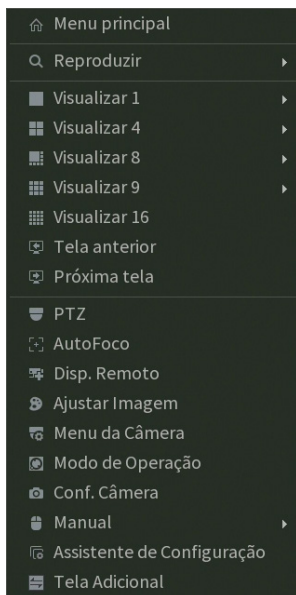 Menu principal
Reproduzir
Visualizar 1
Visualizar 4
Visualizar 8
Visualizar 9
Visualizar 16
Tela anterior
Próxima tela
PTZ
AutoFoco
Disp. Remoto
Ajustar Imagem
Menu da Câmera
Modo de Operação
Conf. Câmera
Manual
Assistente de Configuração
Tela Adicional